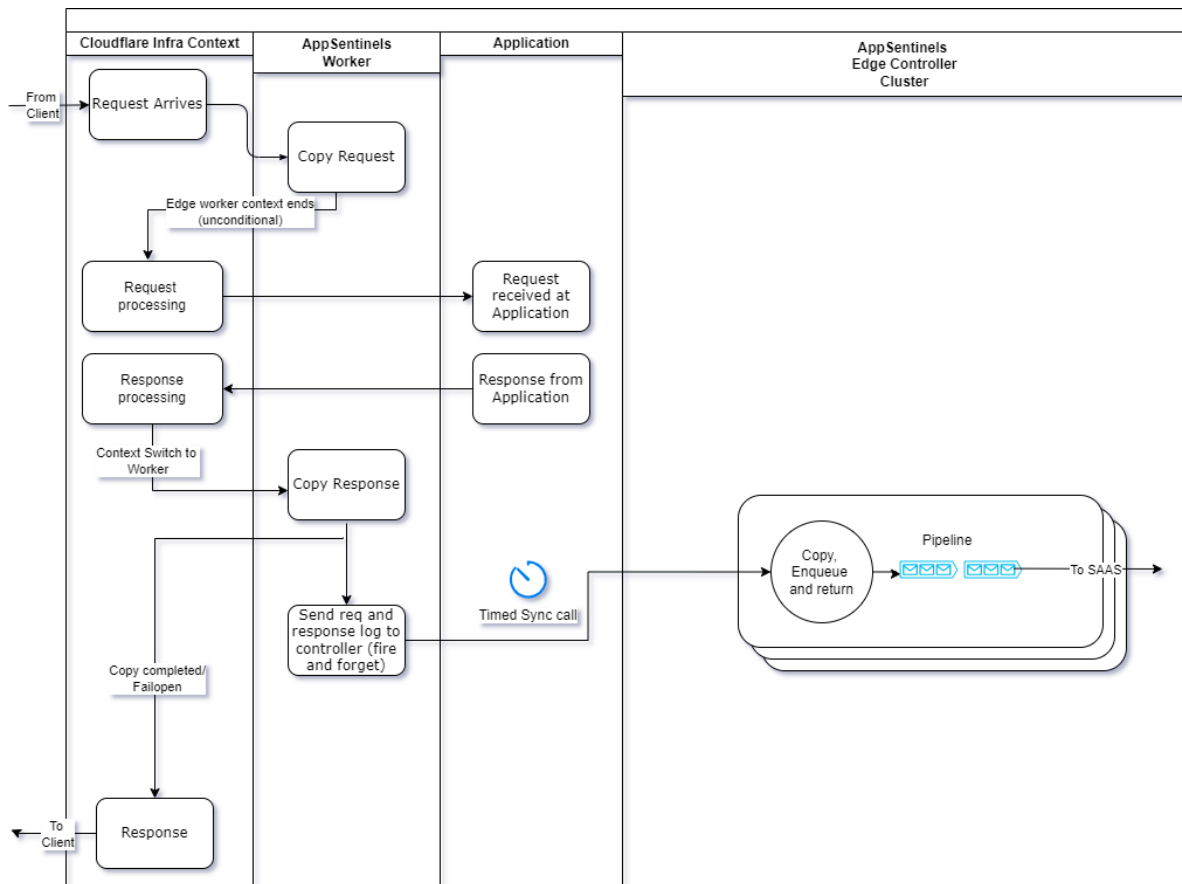 Cloudflare Infra Context
AppSentinels
Worker
Application
AppSentinels
Edge Controller
Cluster
From
Client
Request Arrives
Copy Request
Edge worker context ends
(unconditional)
Request
processing
Request
received at
Application
Response
processing
Response from
Application
Context Switch to
Worker
Copy Response
Copy,
Enqueue
and return
Pipeline
To SAAS
Timed Sync call
Send req and
response log to
controller (fire
and forget)
Copy completed/
Failopen
Response
To
Client